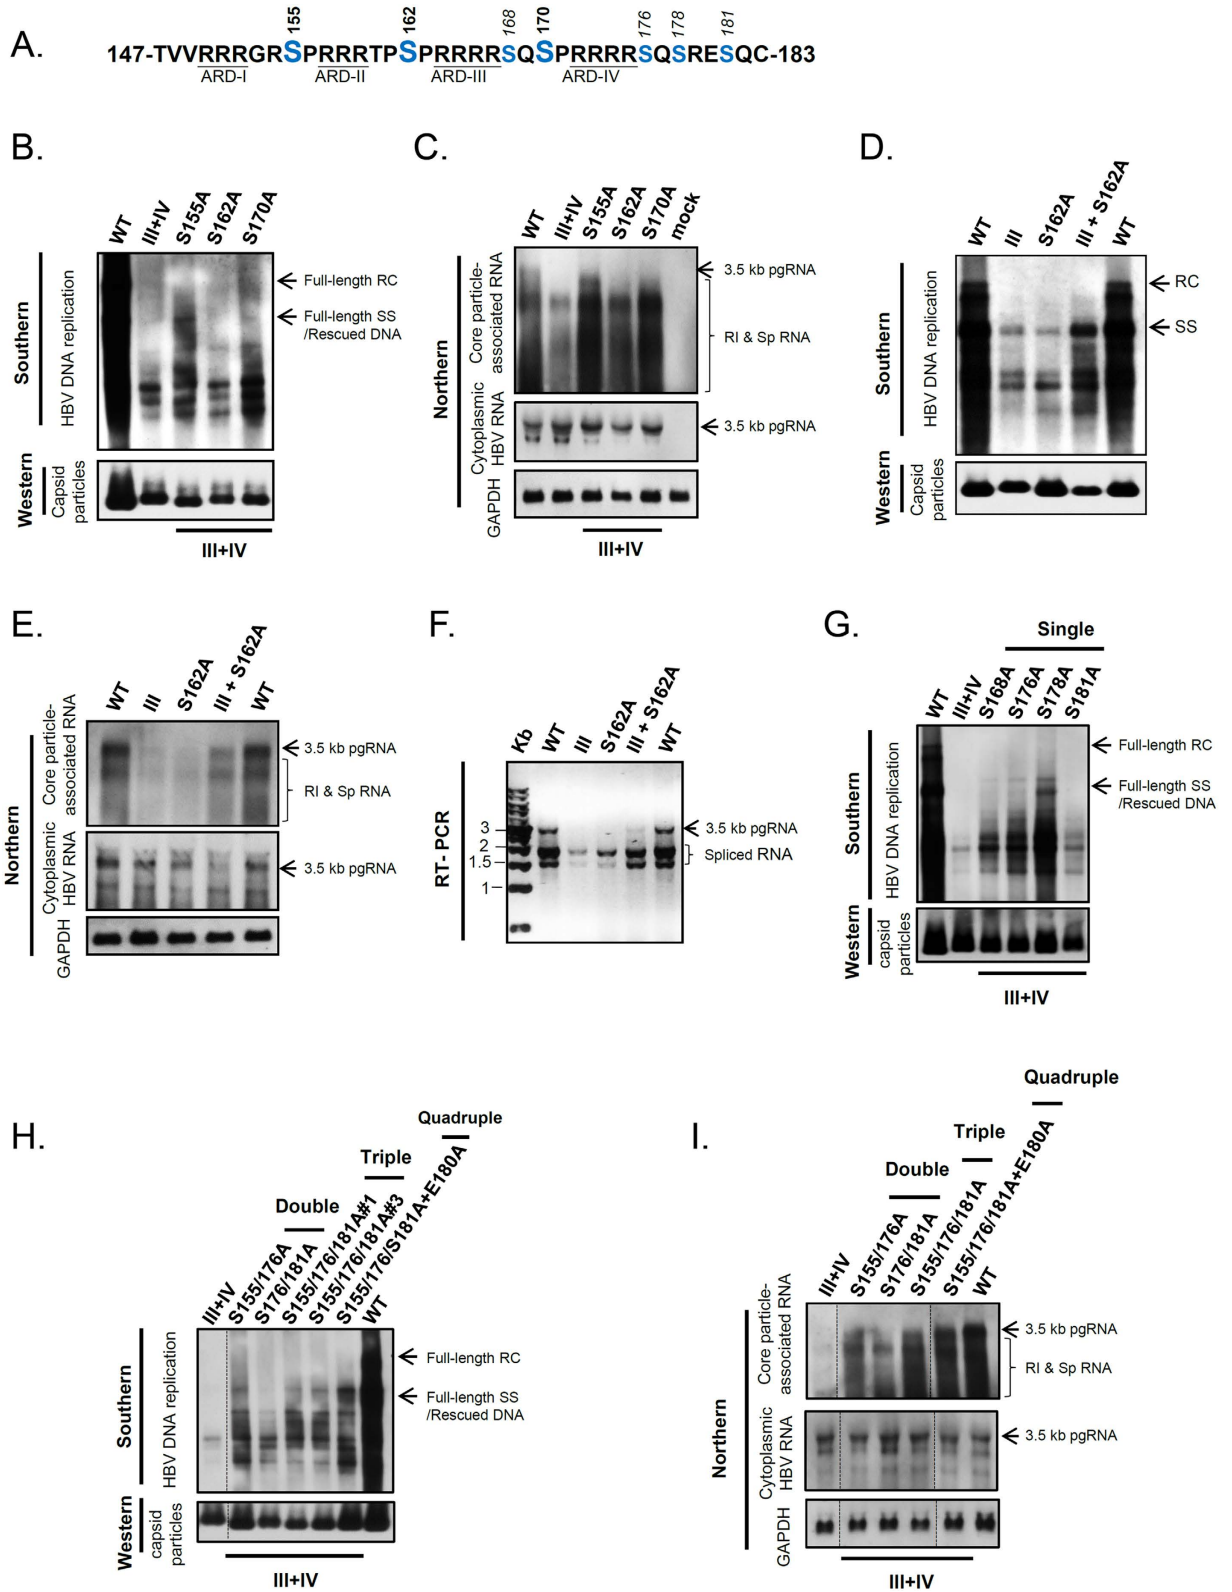 A.
155 162 168 170 176 178 181
147-TVVRRRGRSPRRRTPSPRRRRSQSPRRRRSQSRESQC-183
ARD-I ARD-II ARD-III ARD-IV
B.
WT III+IV S155A S162A S170A
Southern
HBV DNA replication
Full-length RC
Full-length SS
/Rescued DNA
Western
Capsid
particles
III+IV
C.
WT III+IV S155A S162A S170A mock
Northern
Core particle-
associated RNA
3.5 kb pgRNA
RI & Sp RNA
Cytoplasmic
HBV RNA
3.5 kb pgRNA
GAPDH
III+IV
D.
WT III S162A III + S162A WT
Southern
HBV DNA replication
RC
SS
Western
Capsid
particles
E.
WT III S162A III + S162A WT
Northern
Core particle-
associated RNA
3.5 kb pgRNA
RI & Sp RNA
Cytoplasmic
HBV RNA
3.5 kb pgRNA
GAPDH
F.
Kb WT III S162A III + S162A WT
RT- PCR
3
2
1.5
1
3.5 kb pgRNA
Spliced RNA
G.
Single
WT III+IV S168A S176A S178A S181A
Southern
HBV DNA replication
Full-length RC
Full-length SS
/Rescued DNA
Western
capsid
particles
III+IV
H.
Quadruple
Triple
Double
III+IV S155/176A S176/181A S155/176/181A#1 S155/176/181A#3 S155/176/S181A+E180A WT
Southern
HBV DNA replication
Full-length RC
Full-length SS
/Rescued DNA
Western
capsid
particles
III+IV
I.
Quadruple
Triple
Double
III+IV S155/176A S176/181A S155/176/181A S155/176/181A+E180A WT
Northern
Core particle-
associated RNA
3.5 kb pgRNA
RI & Sp RNA
Cytoplasmic
HBV RNA
3.5 kb pgRNA
GAPDH
III+IV